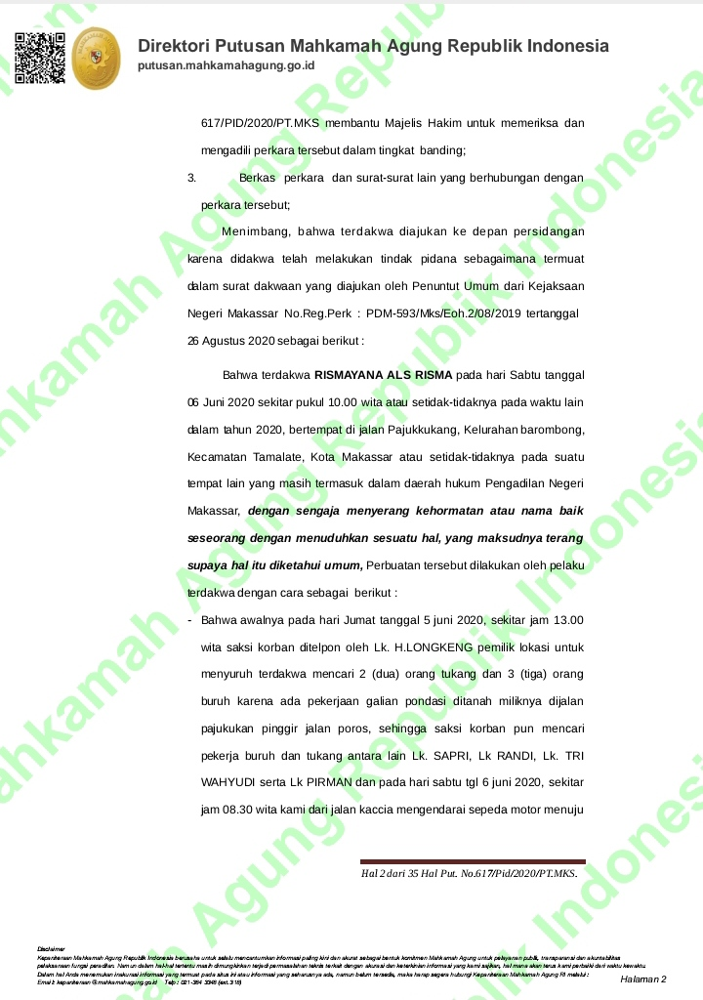 Direktori Putusan Mahkamah Agung Republik Indonesia
putusan.mahkamahagung.go.id
617/PID/2020/PT.MKS membantu Majelis Hakim untuk memeriksa dan
mengadili perkara tersebut dalam tingkat banding;
3. Berkas perkara dan surat-surat lain yang berhubungan dengan
perkara tersebut;
Menimbang, bahwa terdakwa diajukan ke depan persidangan
karena didakwa telah melakukan tindak pidana sebagaimana termuat
dalam surat dakwaan yang diajukan oleh Penuntut Umum dari Kejaksaan
Negeri Makassar No.Reg.Perk : PDM-593/Mks/Eoh.2/08/2019 tertanggal
26 Agustus 2020 sebagai berikut :
Bahwa terdakwa RISMAYANA ALS RISMA pada hari Sabtu tanggal
06 Juni 2020 sekitar pukul 10.00 wita atau setidak-tidaknya pada waktu lain
dalam tahun 2020, bertempat di jalan Pajukkukang, Kelurahan barombong,
Kecamatan Tamalate, Kota Makassar atau setidak-tidaknya pada suatu
tempat lain yang masih termasuk dalam daerah hukum Pengadilan Negeri
Makassar, dengan sengaja menyerang kehormatan atau nama baik
seseorang dengan menuduhkan sesuatu hal, yang maksudnya terang
supaya hal itu diketahui umum, Perbuatan tersebut dilakukan oleh pelaku
terdakwa dengan cara sebagai berikut :
- Bahwa awalnya pada hari Jumat tanggal 5 juni 2020, sekitar jam 13.00
wita saksi korban ditelpon oleh Lk. H.LONGKENG pemilik lokasi untuk
menyuruh terdakwa mencari 2 (dua) orang tukang dan 3 (tiga) orang
buruh karena ada pekerjaan galian pondasi ditanah miliknya dijalan
pajukukan pinggir jalan poros, sehingga saksi korban pun mencari
pekerja buruh dan tukang antara lain Lk. SAPRI, Lk RANDI, Lk. TRI
WAHYUDI serta Lk PIRMAN dan pada hari sabtu tgl 6 juni 2020, sekitar
jam 08.30 wita kami dari jalan kaccia mengendarai sepeda motor menuju
Hal 2 dari 35 Hal Put. No.617/Pid/2020/PT.MKS.
Disclaimer
Kepaniteraan Mahkamah Agung Republik Indonesia berusaha untuk selalu mencantumkan informasi paling kini dan akurat sebagai bentuk komitmen Mahkamah Agung untuk pelayanan publik, transparansi dan akuntabilitas
pelaksanaan fungsi peradilan. Namun dalam hal-hal tertentu masih dimungkinkan terjadi permasalahan teknis terkait dengan akurasi dan keterkinian informasi yang kami sajikan, hal mana akan terus kami perbaiki dari waktu kewaktu.
Dalam hal Anda menemukan inakurasi informasi yang termuat pada situs ini atau informasi yang seharusnya ada, namun belum tersedia, maka harap segera hubungi Kepaniteraan Mahkamah Agung RI melalui :
Email : kepaniteraan@mahkamahagung.go.id Telp : 021-384 3348 (ext.318)
Halaman 2
Mahkamah Agung Republik Indonesia
Mahkamah Agung Republik Indonesia
Mahkamah Agung Republik Indonesia